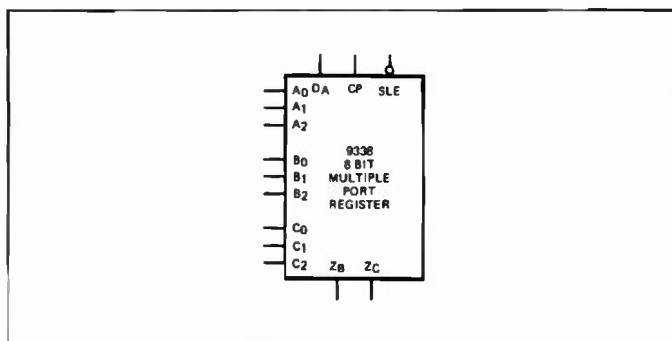 DA CP SLE
A0
A1
A2
B0
B1
B2
C0
C1
C2
9338
8 BIT
MULTIPLE
PORT
REGISTER
ZB ZC